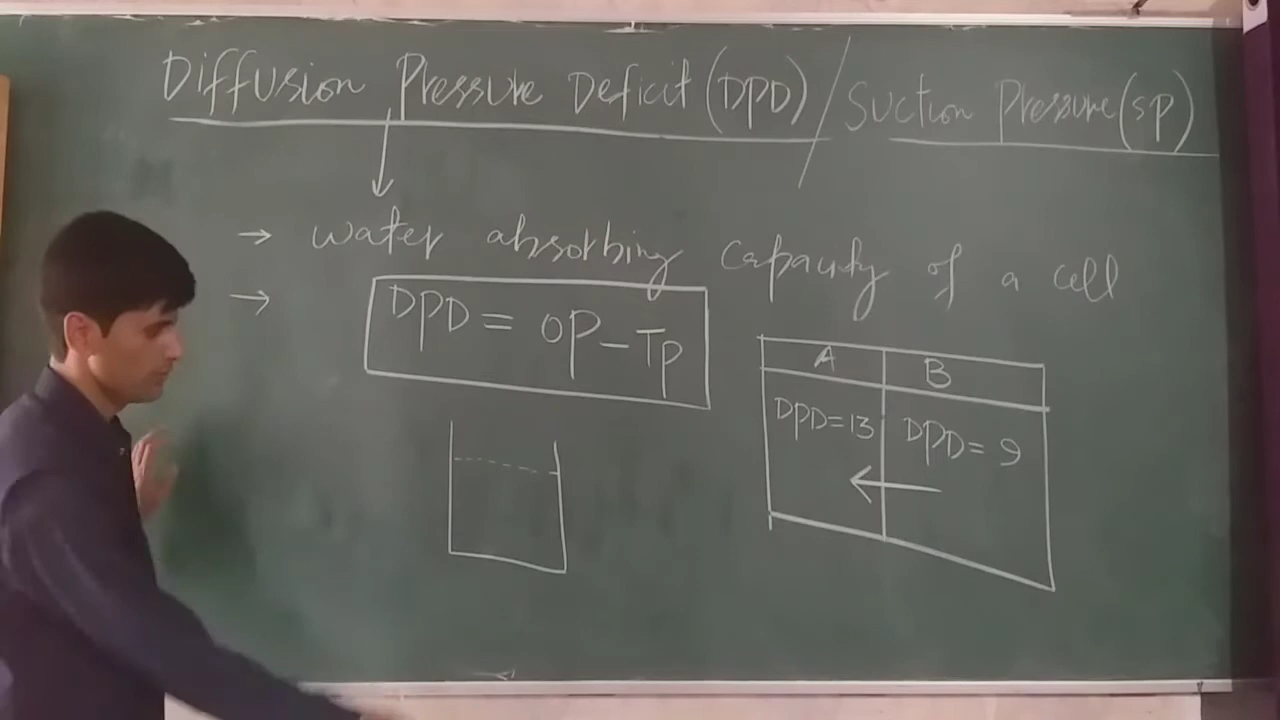 Diffusion Pressure Deficit (DPD) / Suction Pressure (SP)
→ water absorbing capacity of a cell
→ DPD = OP - TP
A B
DPD=13 DPD=9
←